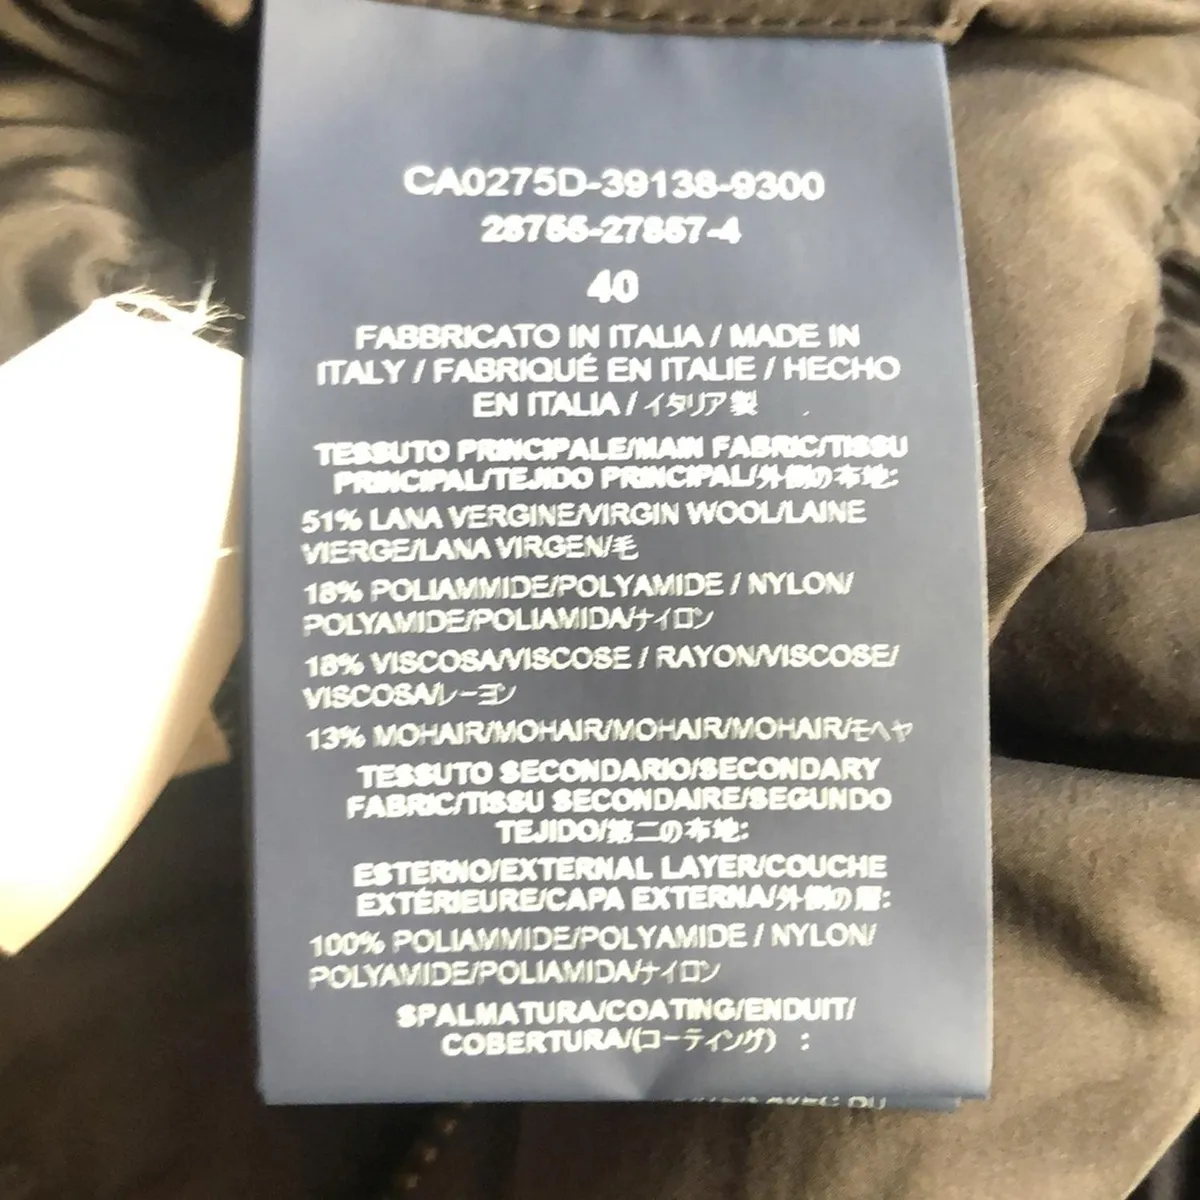 CA0275D-39138-9300
28755-27857-4
40
FABBRICATO IN ITALIA / MADE IN
ITALY / FABRIQUÉ EN ITALIE / HECHO
EN ITALIA / イタリア製
TESSUTO PRINCIPALE/MAIN FABRIC/TISSU
PRINCIPAL/TEJIDO PRINCIPAL/外側の布地:
51% LANA VERGINE/VIRGIN WOOL/LAINE
VIERGE/LANA VIRGEN/毛
18% POLIAMMIDE/POLYAMIDE / NYLON/
POLYAMIDE/POLIAMIDA/ナイロン
18% VISCOSA/VISCOSE / RAYON/VISCOSE/
VISCOSA/レーヨン
13% MOHAIR/MOHAIR/MOHAIR/MOHAIR/モヘヤ
TESSUTO SECONDARIO/SECONDARY
FABRIC/TISSU SECONDAIRE/SEGUNDO
TEJIDO/第二の布地:
ESTERNO/EXTERNAL LAYER/COUCHE
EXTÉRIEURE/CAPA EXTERNA/外側の層:
100% POLIAMMIDE/POLYAMIDE / NYLON/
POLYAMIDE/POLIAMIDA/ナイロン
SPALMATURA/COATING/ENDUIT/
COBERTURA/(コーティング) :